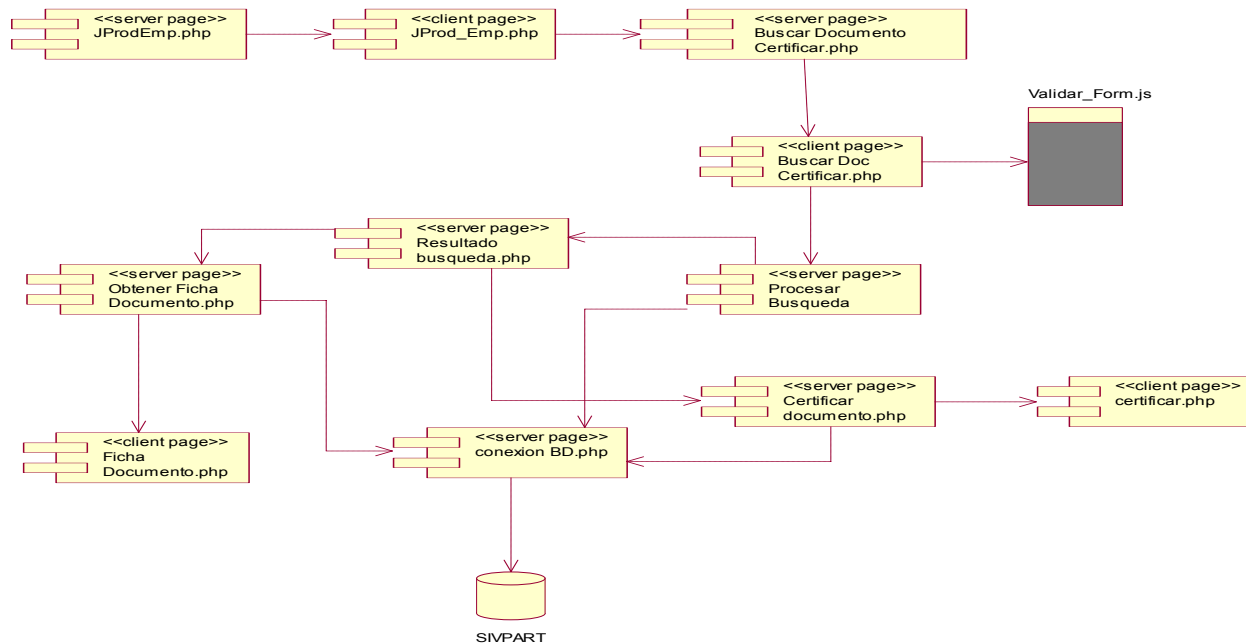 <<server page>>
JProdEmp.php
<<client page>>
JProd_Emp.php
<<server page>>
Buscar Documento
Certificar.php
Validar_Form.js
<<client page>>
Buscar Doc
Certificar.php
<<server page>>
Resultado
busqueda.php
<<server page>>
Obtener Ficha
Documento.php
<<server page>>
Procesar
Busqueda
<<server page>>
Certificar
documento.php
<<client page>>
certificar.php
<<client page>>
Ficha
Documento.php
<<server page>>
conexion BD.php
SIVPART